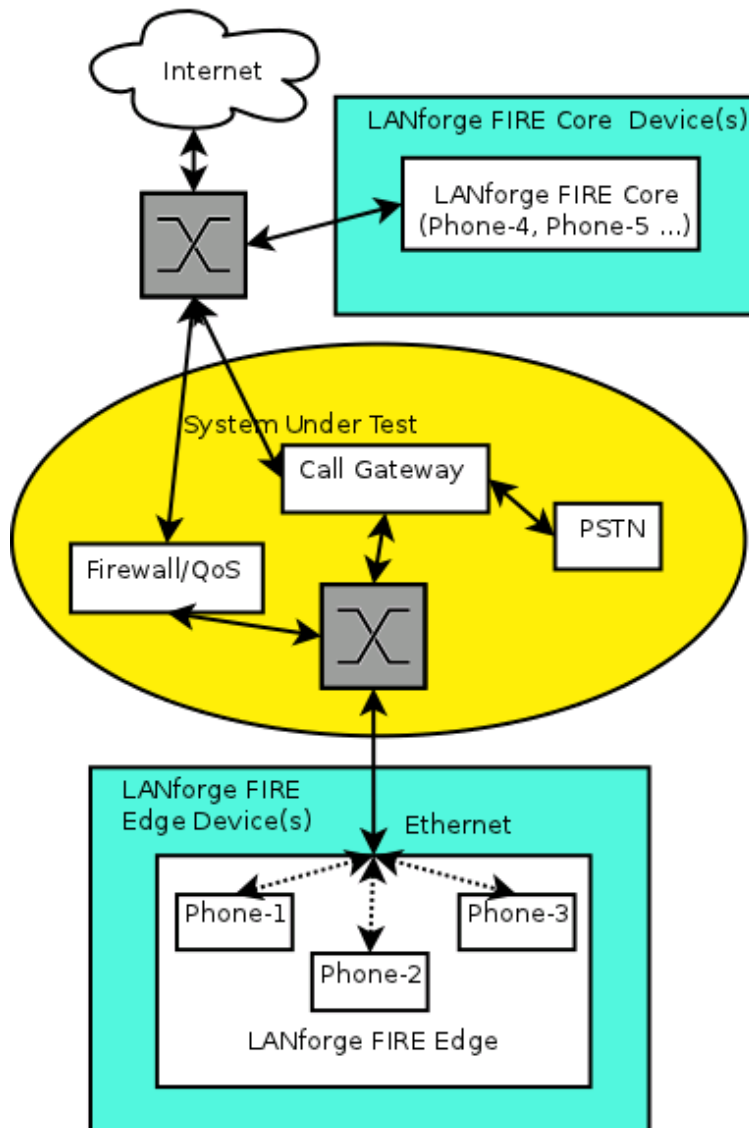 Internet
LANforge FIRE Core Device(s)
LANforge FIRE Core
(Phone-4, Phone-5 ...)
System Under Test
Call Gateway
PSTN
Firewall/QoS
LANforge FIRE
Edge Device(s)
Ethernet
Phone-1
Phone-3
Phone-2
LANforge FIRE Edge